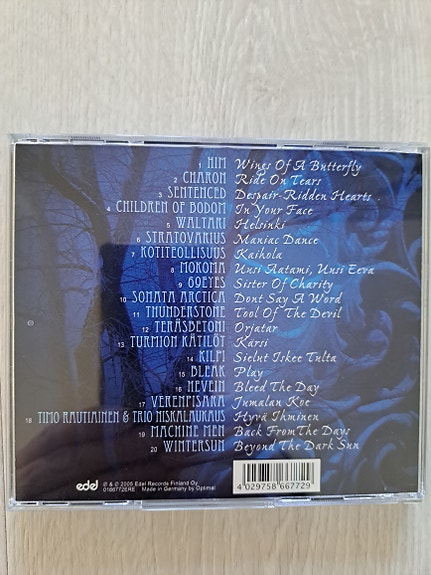 1 HIM Wings Of A Butterfly
2 CHARON Ride On Tears
3 SENTENCED Despair-Ridden Hearts
4 CHILDREN OF BODOM In Your Face
5 WALTARI Helsinki
6 STRATOVARIUS Maniac Dance
7 KOTITEOLLISUUS Kaihola
8 MOKOMA Uusi Aatami, Uusi Eeva
9 69EYES Sister Of Charity
10 SONATA ARCTICA Dont Say A Word
11 THUNDERSTONE Tool Of The Devil
12 TERÄSBETONI Orjatar
13 TURMION KÄTILÖT Karsi
14 KILPI Sielut Iskee Tulta
15 BLEAK Play
16 HEVEIN Bleed The Day
17 VERENPISARA Jumalan Koe
18 TIMO RAUTIAINEN & TRIO NISKALAUKAUS Hyvä Ihminen
19 MACHINE MEN Back From The Days
20 WINTERSUN Beyond The Dark Sun
edel
℗ & © 2005 Edel Records Finland Oy
0166772ERE Made in Germany by Optimal
4 029758 667729